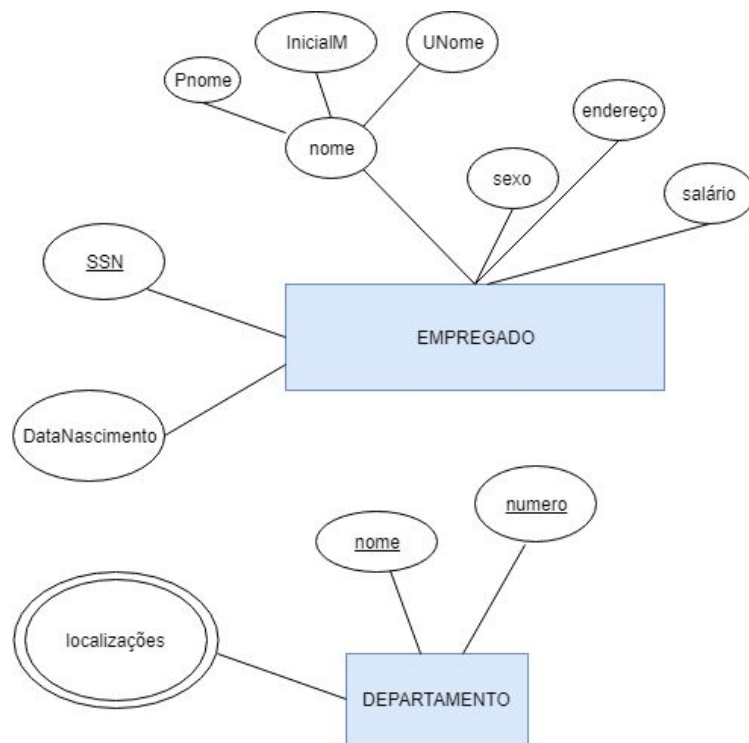 InicialM
UNome
Pnome
nome
endereço
sexo
salário
SSN
EMPREGADO
DataNascimento
nome
numero
localizações
DEPARTAMENTO